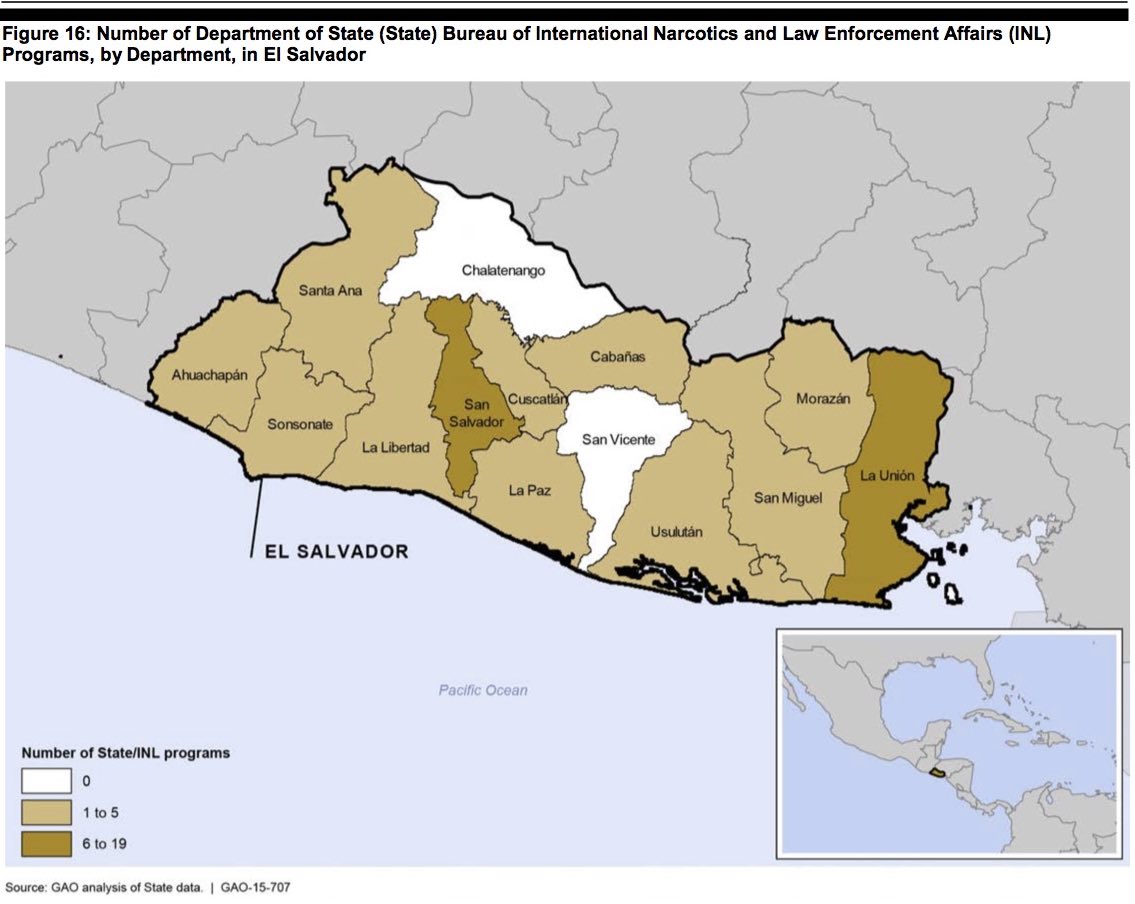 Figure 16: Number of Department of State (State) Bureau of International Narcotics and Law Enforcement Affairs (INL)
Programs, by Department, in El Salvador
Chalatenango
Santa Ana
Cabañas
Ahuachapán
Cuscatlán
Morazán
San
Salvador
Sonsonate
San Vicente
La Libertad
La Unión
La Paz
San Miguel
Usulután
EL SALVADOR
Pacific Ocean
Number of State/INL programs
0
1 to 5
6 to 19
Source: GAO analysis of State data. | GAO-15-707